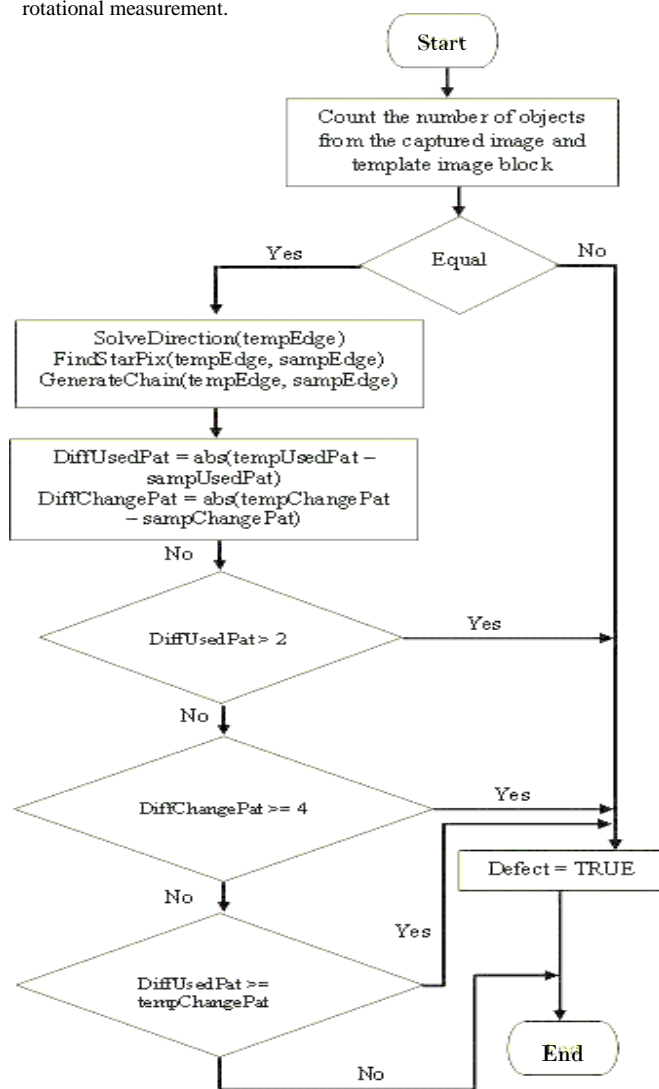 rotational measurement.
Start
Count the number of objects
from the captured image and
template image block
Equal
Yes
No
SolveDirection(tempEdge)
FindStarPix(tempEdge, sampEdge)
GenerateChain(tempEdge, sampEdge)
DiffUsedPat = abs(tempUsedPat –
sampUsedPat)
DiffChangePat = abs(tempChangePat
– sampChangePat)
No
DiffUsedPat > 2
Yes
No
DiffChangePat >= 4
Yes
No
Defect = TRUE
Yes
DiffUsedPat >=
tempChangePat
No
End